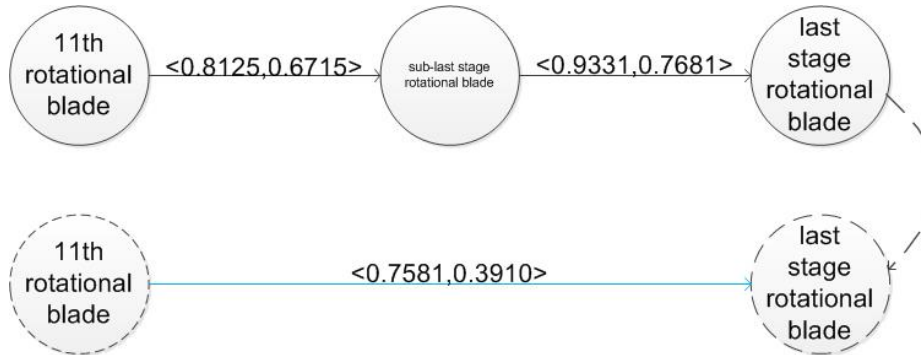 11th
rotational
blade
<0.8125,0.6715>
sub-last stage
rotational blade
<0.9331,0.7681>
last
stage
rotational
blade
11th
rotational
blade
<0.7581,0.3910>
last
stage
rotational
blade